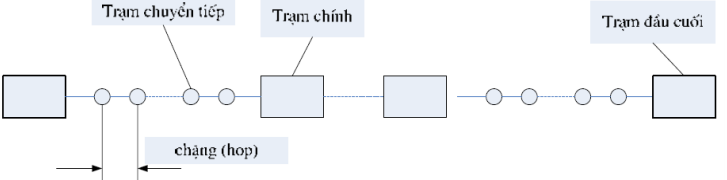 Trạm chuyển tiếp
Trạm chính
Trạm đầu cuối
chặng (hop)